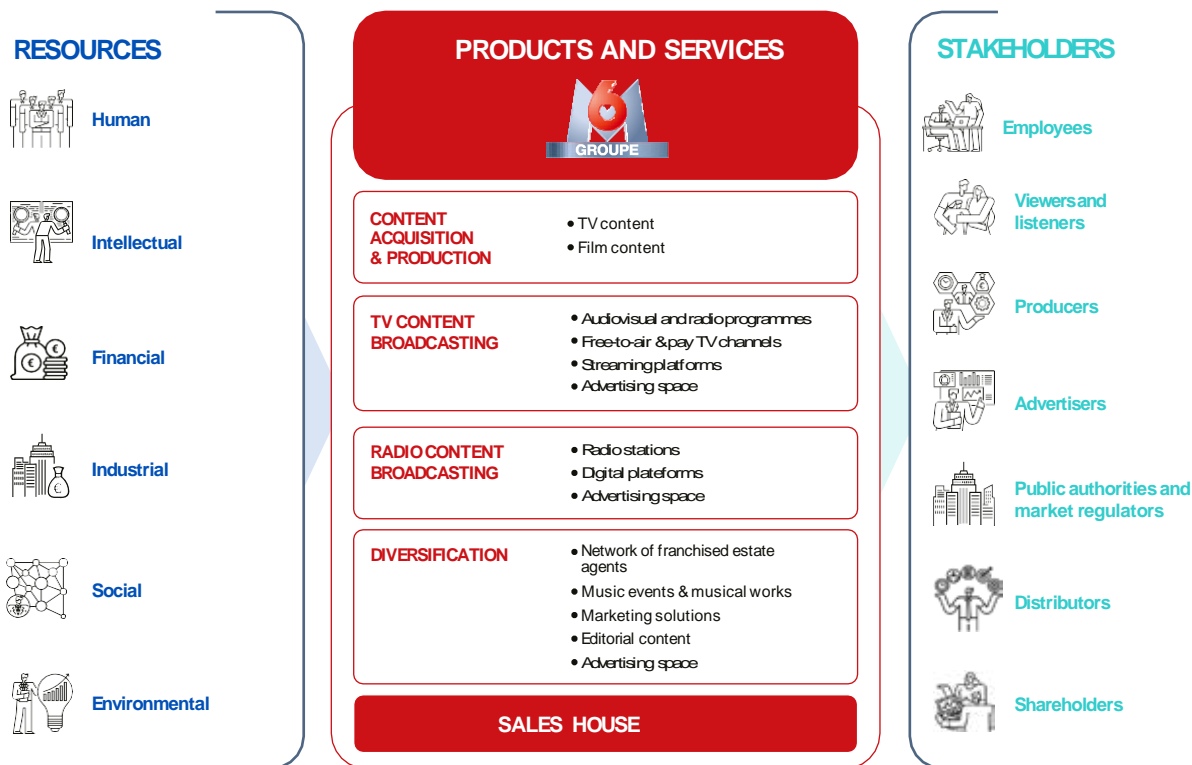 RESOURCES
Human
Intellectual
Financial
Industrial
Social
Environmental
PRODUCTS AND SERVICES
M6
GROUPE
CONTENT
ACQUISITION
& PRODUCTION
• TV content
• Film content
TV CONTENT
BROADCASTING
• Audiovisual and radio programmes
• Free-to-air & pay TV channels
• Streaming platforms
• Advertising space
RADIO CONTENT
BROADCASTING
• Radio stations
• Digital plateforms
• Advertising space
DIVERSIFICATION
• Network of franchised estate
agents
• Music events & musical works
• Marketing solutions
• Editorial content
• Advertising space
SALES HOUSE
STAKEHOLDERS
Employees
Viewers and
listeners
Producers
Advertisers
Public authorities and
market regulators
Distributors
Shareholders